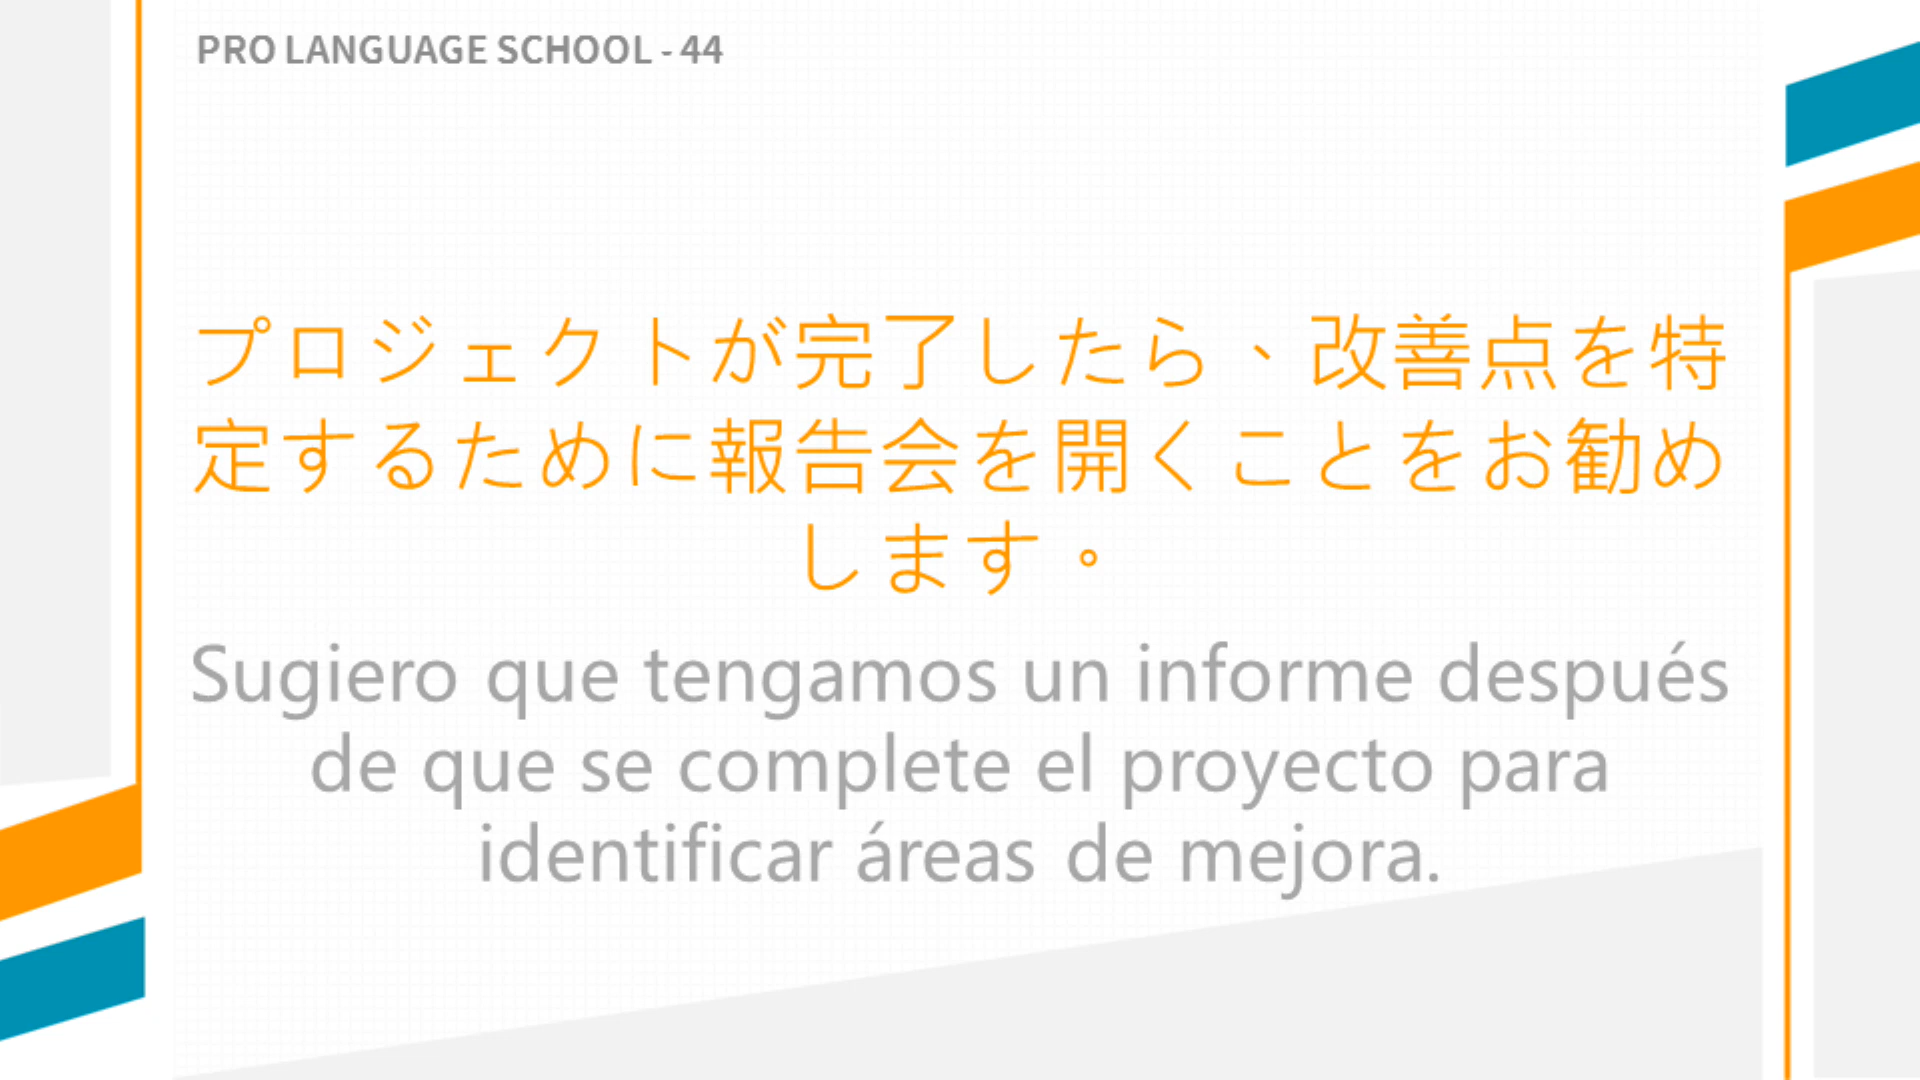 PRO LANGUAGE SCHOOL - 44
プロジェクトが完了したら、改善点を特
定するために報告会を開くことをお勧め
します。
Sugiero que tengamos un informe después
de que se complete el proyecto para
identificar áreas de mejora.